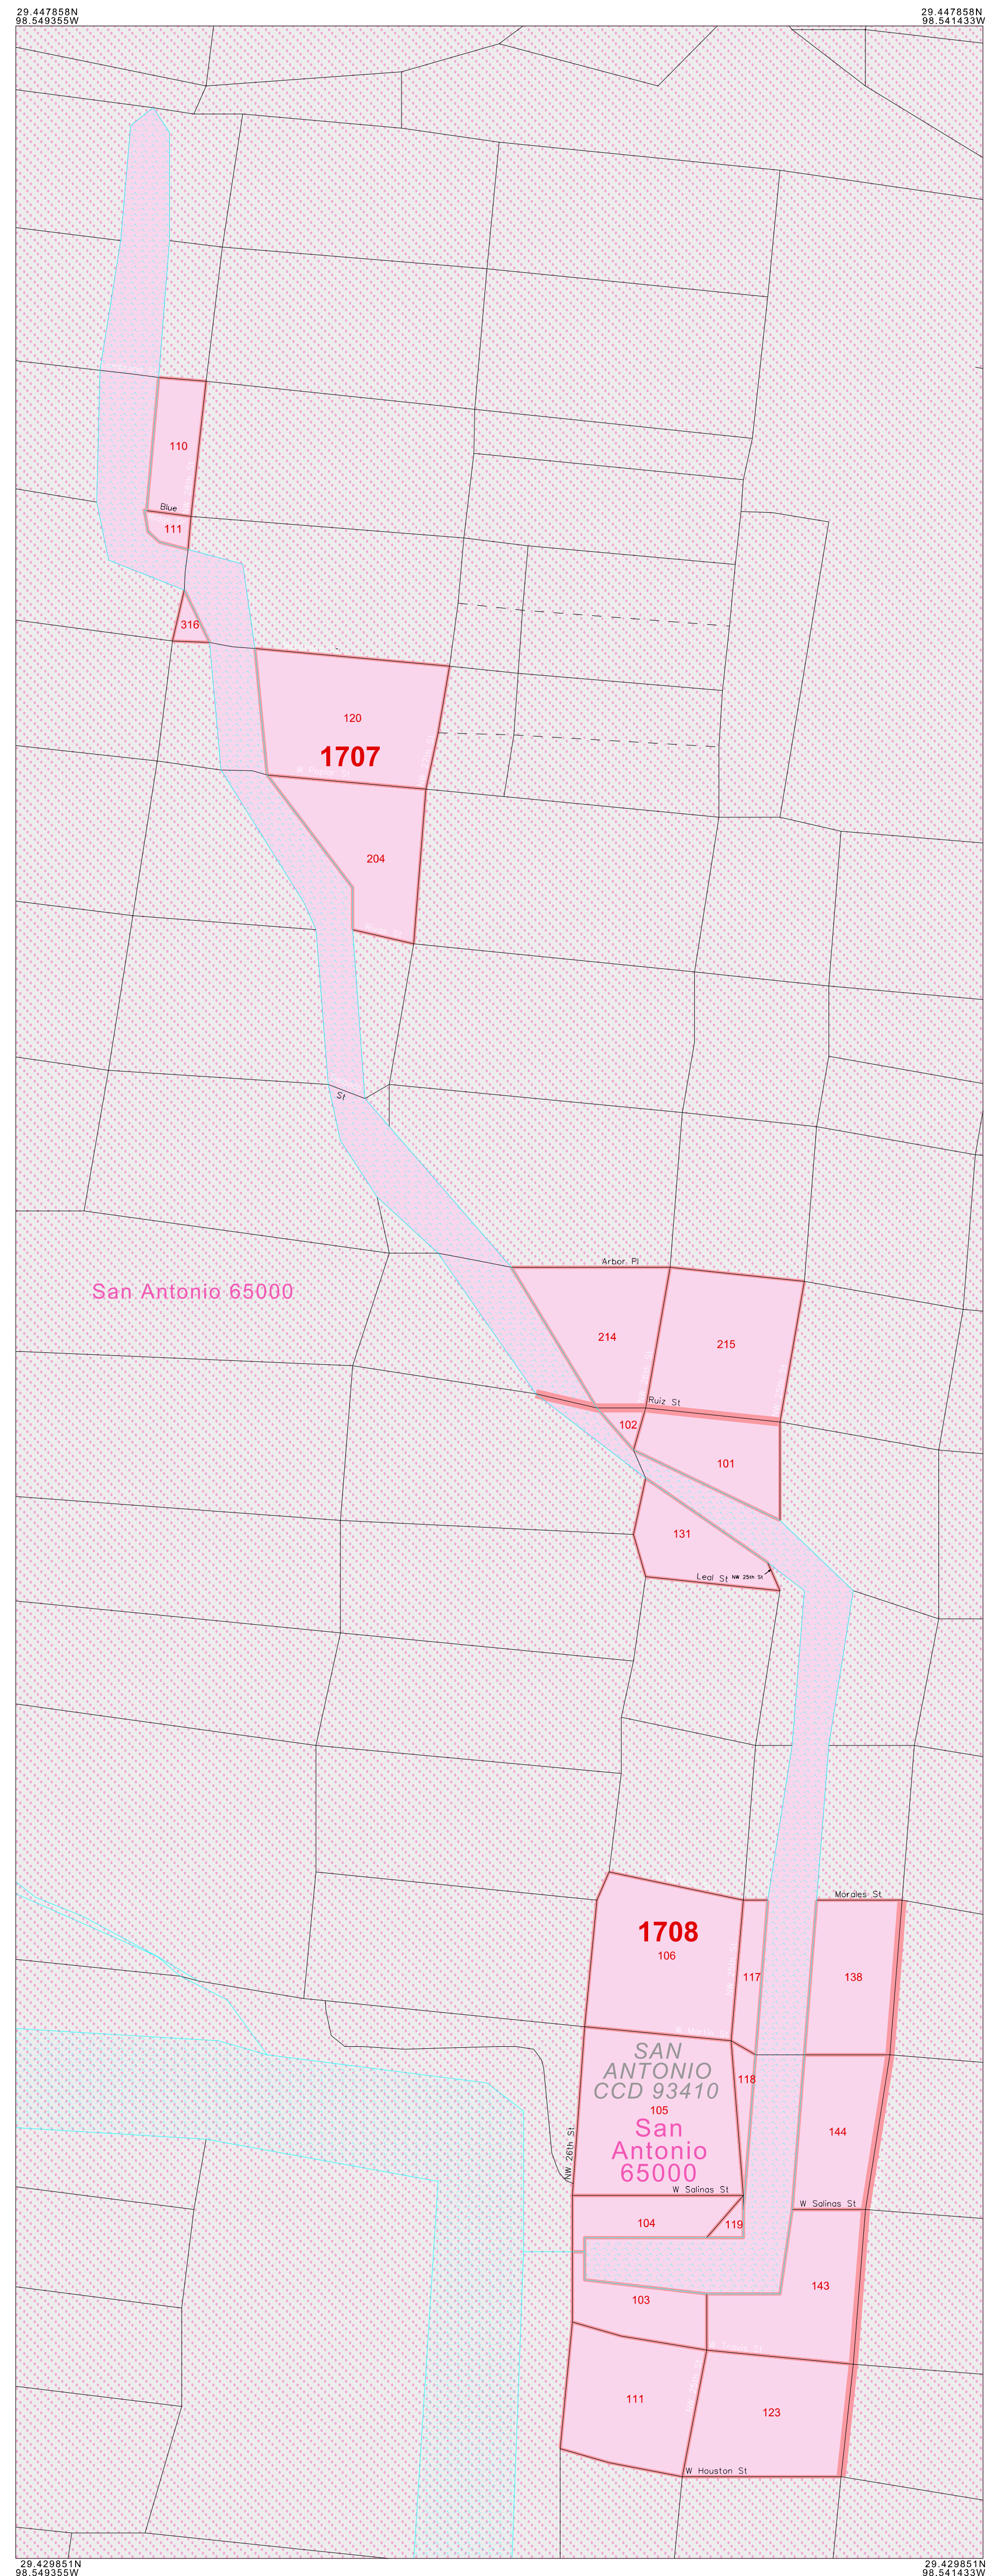 29.447858N
98.549355W
29.447858N
98.541433W
110
Blue
111
316
120
1707
204
St
San Antonio 65000
Arbor Pl
214
215
Ruiz St
102
101
131
Leal St
NW 25th St
Morales St
1708
106
117
138
SAN
ANTONIO
CCD 93410
118
105
San
Antonio
65000
144
NW 26th St
W Salinas St
W Salinas St
104
119
143
103
W Travis St
111
123
W Houston St
29.429851N
98.549355W
29.429851N
98.541433W